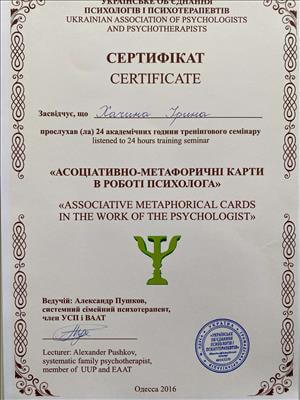 УКРАЇНСЬКЕ ОБ'ЄДНАННЯ
ПСИХОЛОГІВ І ПСИХОТЕРАПЕВТІВ
UKRAINIAN ASSOCIATION OF PSYCHOLOGISTS
AND PSYCHOTHERAPISTS
СЕРТИФІКАТ
CERTIFICATE
Засвідчує, що Хачина Ірина
прослухав (ла) 24 академічних години тренінгового семінару
listened to 24 hours training seminar
«АСОЦІАТИВНО-МЕТАФОРИЧНІ КАРТИ
В РОБОТІ ПСИХОЛОГА»
«ASSOCIATIVE METAPHORICAL CARDS
IN THE WORK OF THE PSYCHOLOGIST»
Ведучій: Александр Пушков,
системний сімейний психотерапевт,
член УСП і ВААТ
Lecturer: Alexander Pushkov,
systematic family psychotherapist,
member of UUP and EAAT
Одесса 2016